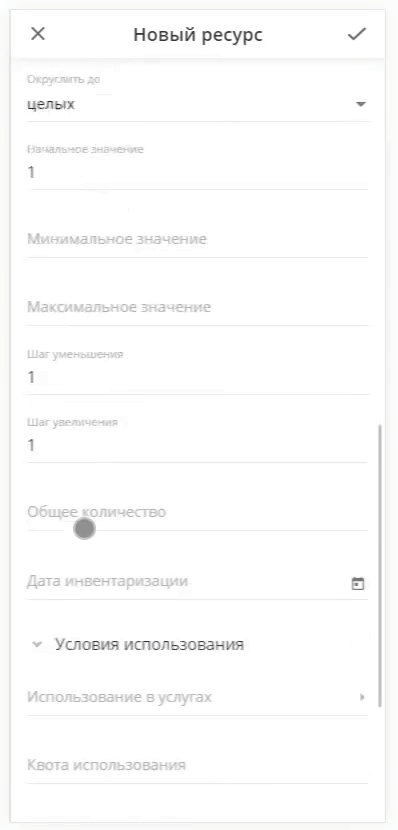 Новый ресурс
Округлить до
целых
Начальное значение
1
Минимальное значение
Максимальное значение
Шаг уменьшения
1
Шаг увеличения
1
Общее количество
Дата инвентаризации
Условия использования
Использование в услугах
Квота использования